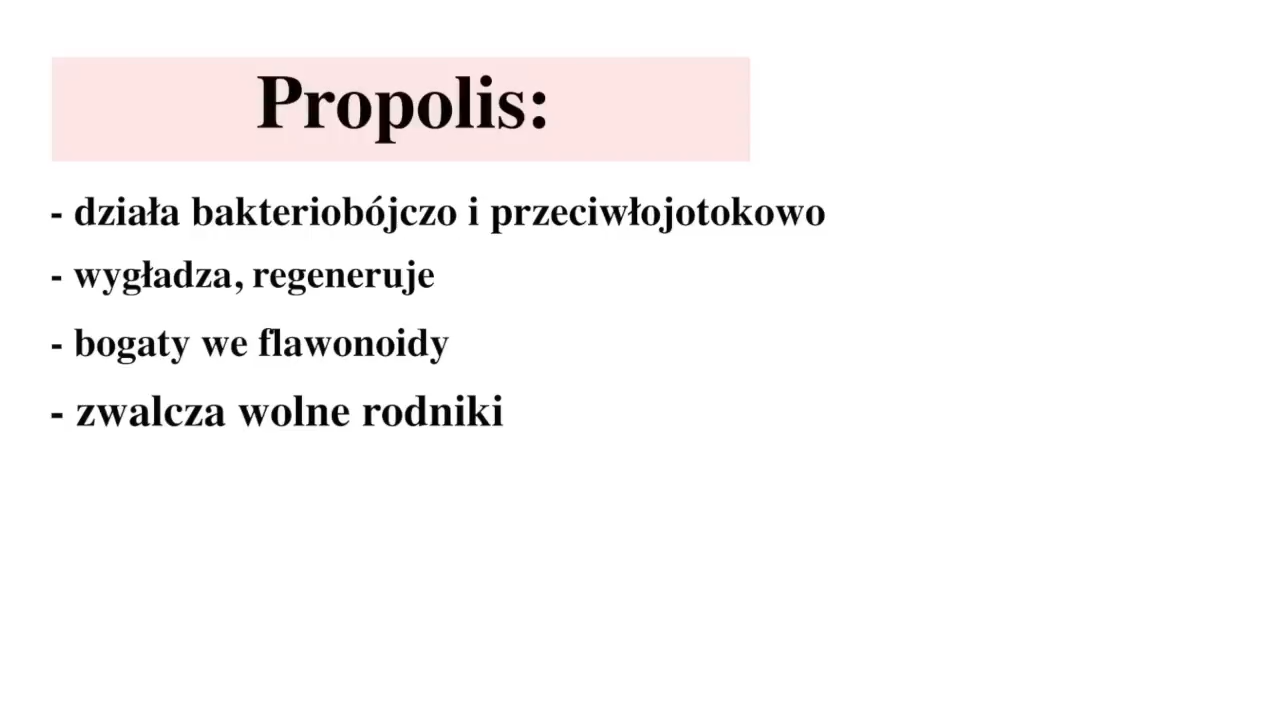 Propolis:
- działa bakteriobójczo i przeciwłojotokowo
- wygładza, regeneruje
- bogaty we flawonoidy
- zwalcza wolne rodniki